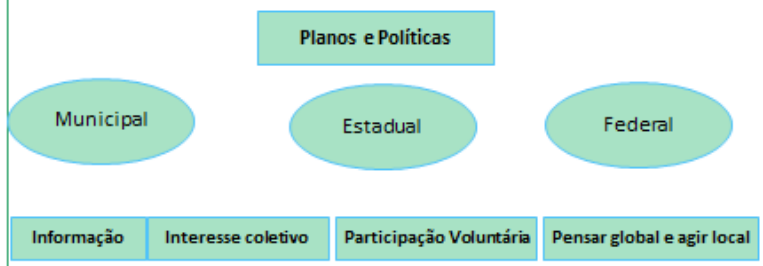 Planos e Políticas
Municipal
Estadual
Federal
Informação
Interesse coletivo
Participação Voluntária
Pensar global e agir local